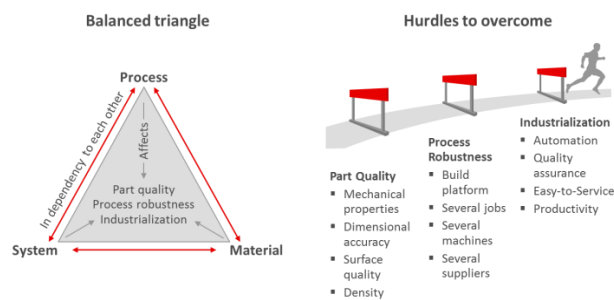 Balanced triangle
Process
In dependency to each other
Affects
Part quality
Process robustness
Industrialization
System
Material
Hurdles to overcome
Part Quality
▪ Mechanical
properties
▪ Dimensional
accuracy
▪ Surface
quality
▪ Density
Process
Robustness
▪ Build
platform
▪ Several jobs
▪ Several
machines
▪ Several
suppliers
Industrialization
▪ Automation
▪ Quality
assurance
▪ Easy-to-Service
▪ Productivity